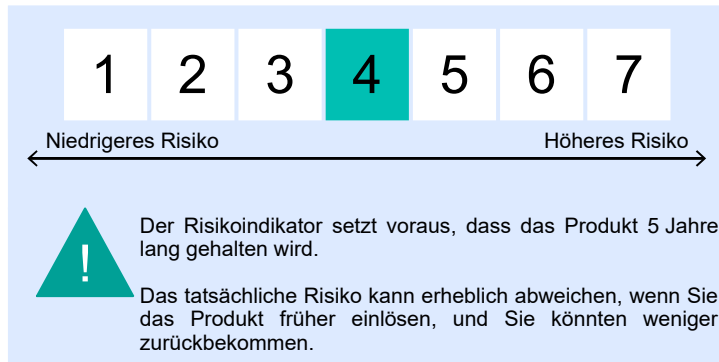 1 2 3 4 5 6 7
Niedrigeres Risiko Höheres Risiko
Der Risikoindikator setzt voraus, dass das Produkt 5 Jahre
lang gehalten wird.
!
Das tatsächliche Risiko kann erheblich abweichen, wenn Sie
das Produkt früher einlösen, und Sie könnten weniger
zurückbekommen.